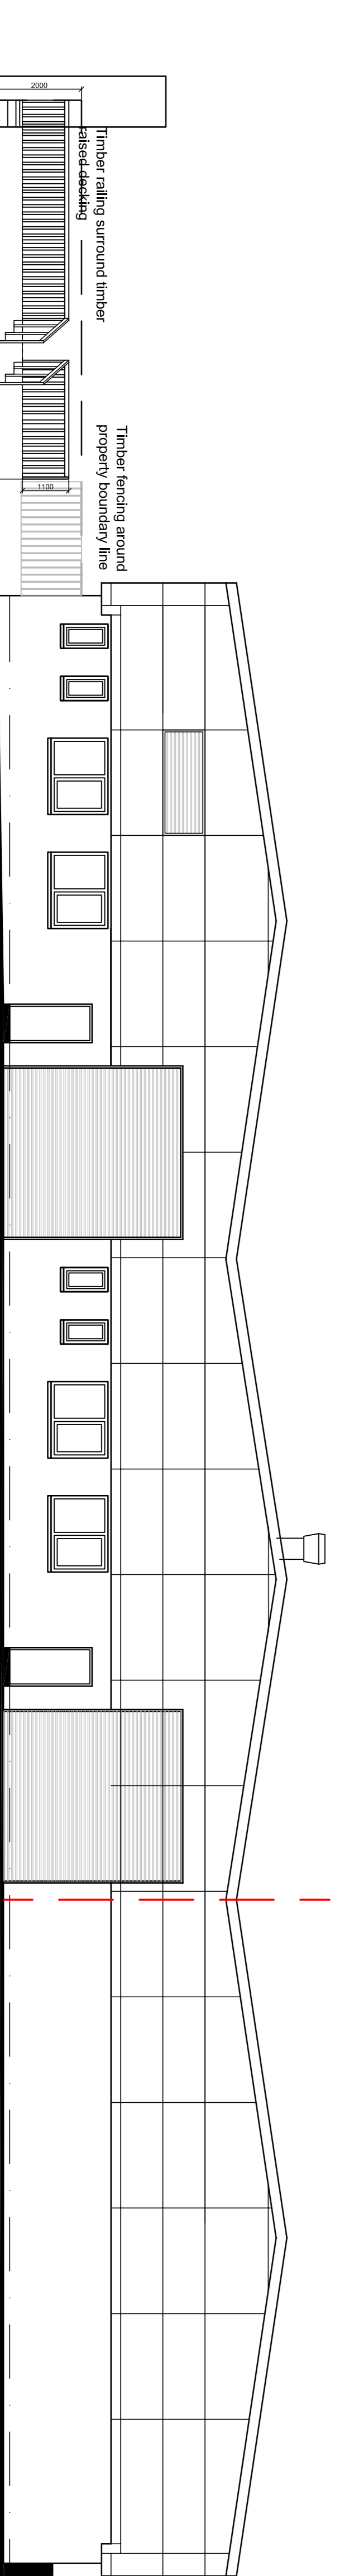 2000
Timber railing surround timber
raised decking
Timber fencing around
property boundary line
1100